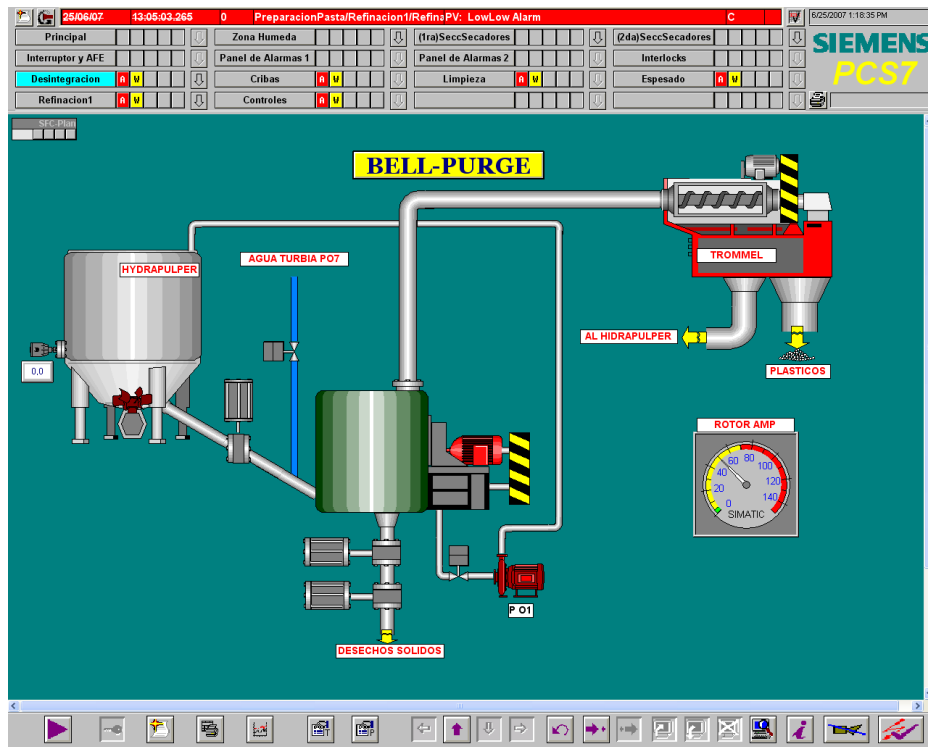 25/06/07 13:05:03.265 0 PreparacionPasta/Refinacion1/RefinaPV: LowLow Alarm C
6/25/2007 1:18:35 PM
Principal Zona Humeda (1ra)SeccSecadores (2da)SeccSecadores
Interruptor y AFE Panel de Alarmas 1 Panel de Alarmas 2 Interlocks
Desintegracion A W Cribas A W Limpieza A W Espesado A W
Refinacion1 A W Controles A W
SIEMENS
PCS7
SFC-Plan
BELL-PURGE
HYDRAPULPER
AGUA TURBIA PO7
TROMMEL
AL HIDRAPULPER
PLASTICOS
0,0
ROTOR AMP
0 20 40 60 80 100 120 140
SIMATIC
P O1
DESECHOS SOLIDOS
T
P
i